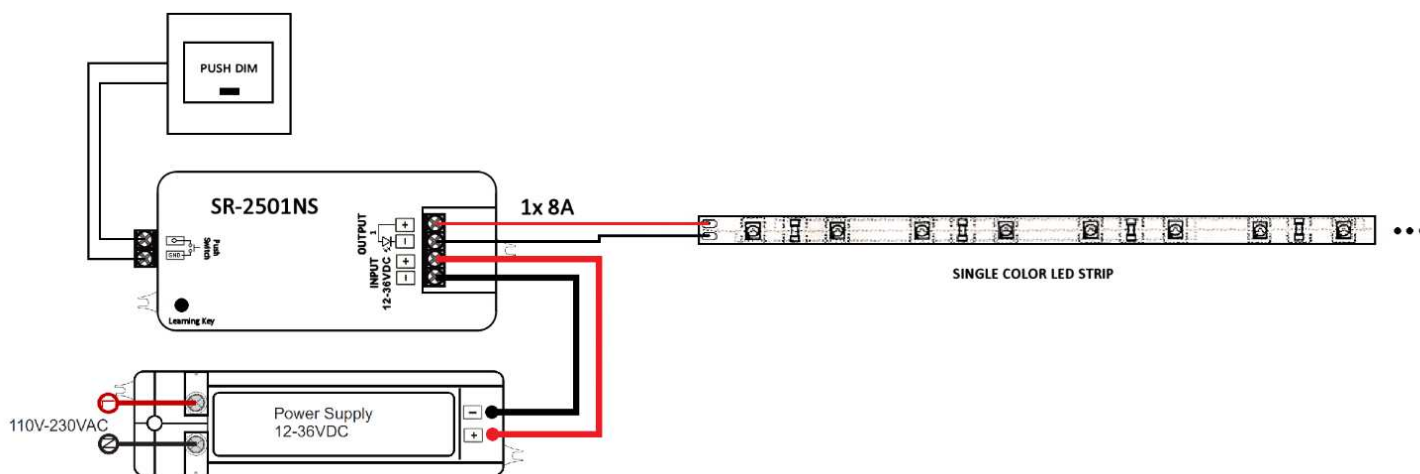 PUSH DIM
SR-2501NS
1x 8A
OUTPUT
1
+
−
INPUT
12-36VDC
+
−
Push
Switch
GND
Learning Key
SINGLE COLOR LED STRIP
110V-230VAC
L
N
Power Supply
12-36VDC
−
+